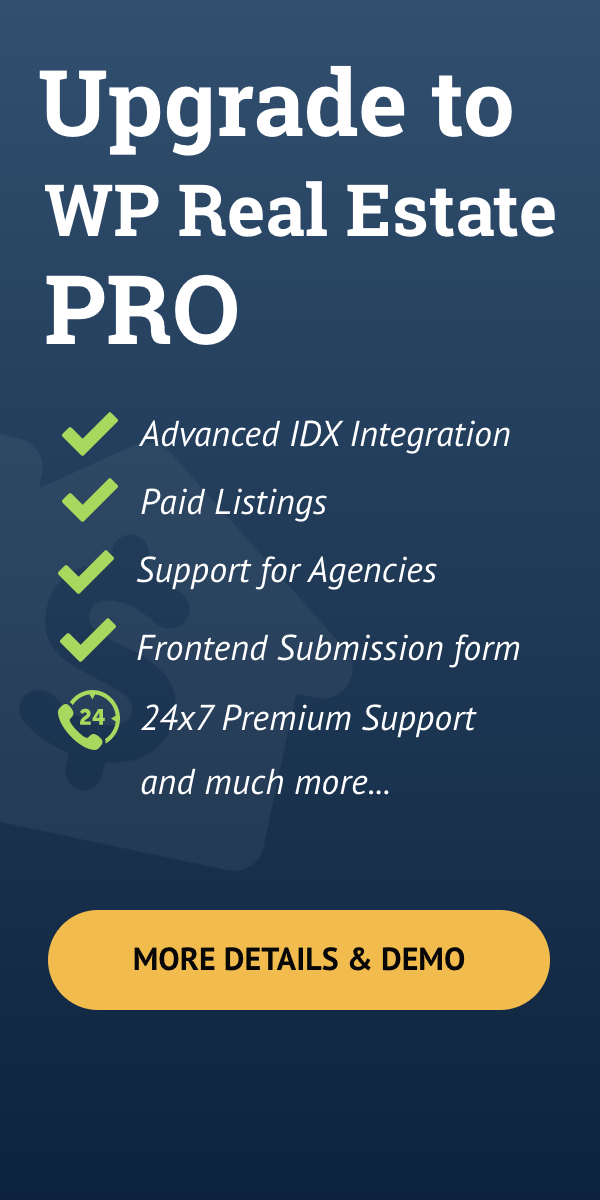 Upgrade to
WP Real Estate
PRO
Advanced IDX Integration
Paid Listings
Support for Agencies
Frontend Submission form
24
24x7 Premium Support
and much more...
MORE DETAILS & DEMO